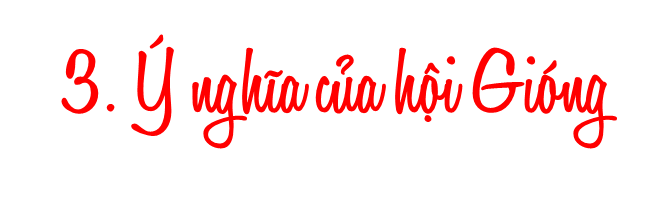 3. Ý nghĩa của hội Gióng